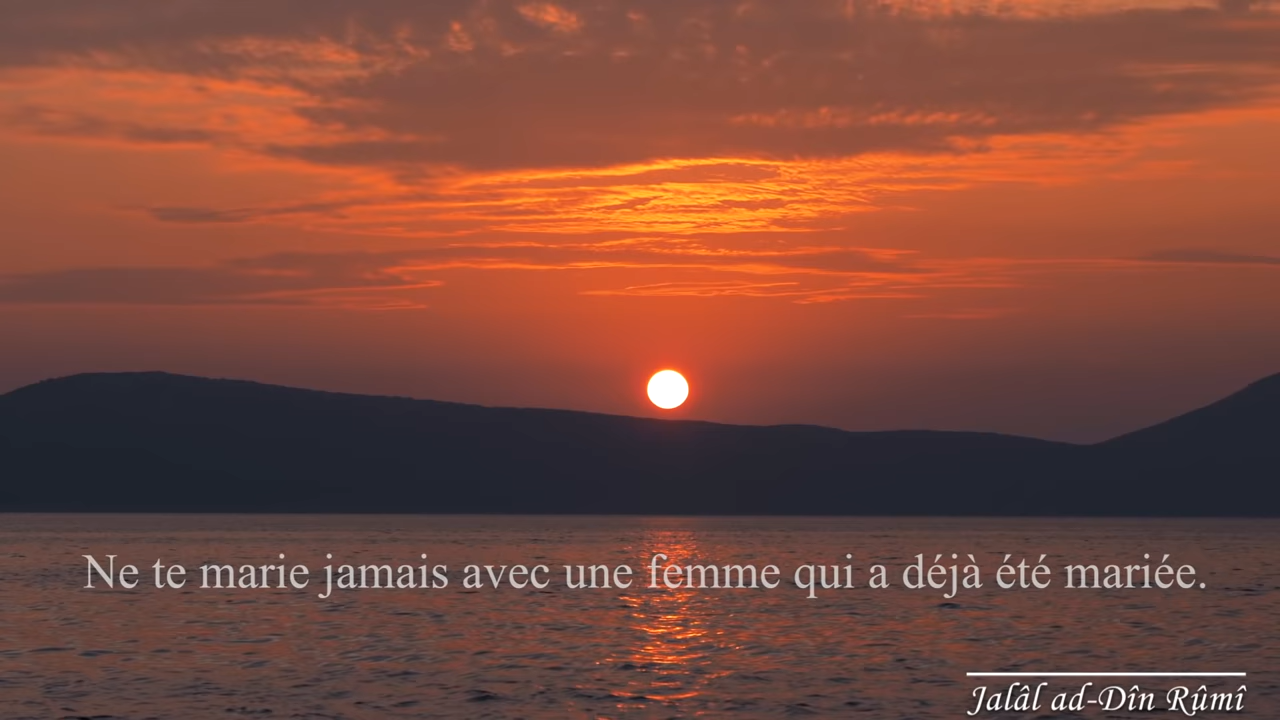 Ne te marie jamais avec une femme qui a déjà été mariée.
Jalâl ad-Dîn Rûmî